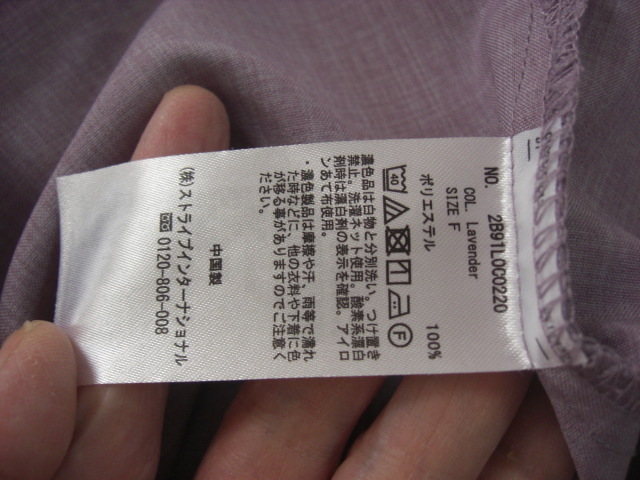 NO. 2B91L0C0220
COL. Lavender
SIZE F
ポリエステル 100%
40
濃色品は白物と分別洗い。つけ置き
禁止。洗濯ネット使用。酸素系漂白
剤時は漂白剤の表示を確認。アイロ
ンあて布使用。
・濃色製品は摩擦や汗、雨等で濡れ
た時などに、他の衣料や下着に色
が移る事がありますのでご注意く
ださい。
中国製
(株)ストライプインターナショナル
0120-806-008